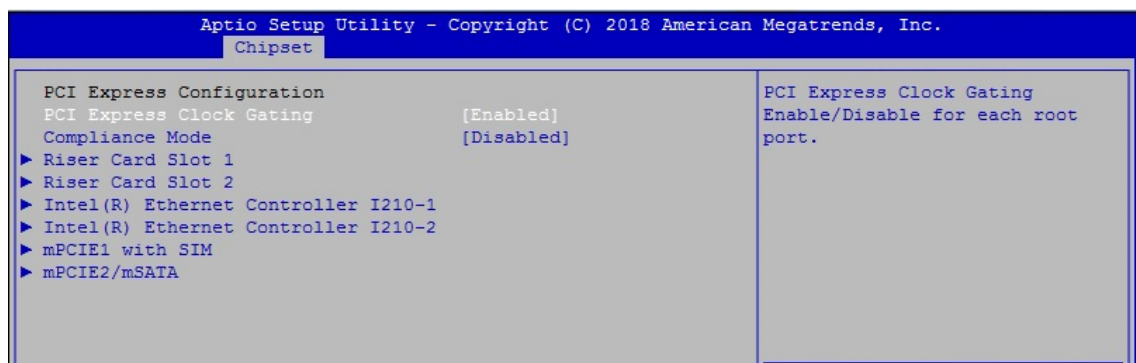 Aptio Setup Utility - Copyright (C) 2018 American Megatrends, Inc.
Chipset
PCI Express Configuration
PCI Express Clock Gating [Enabled]
Compliance Mode [Disabled]
► Riser Card Slot 1
► Riser Card Slot 2
► Intel(R) Ethernet Controller I210-1
► Intel(R) Ethernet Controller I210-2
► mPCIE1 with SIM
► mPCIE2/mSATA
PCI Express Clock Gating
Enable/Disable for each root
port.